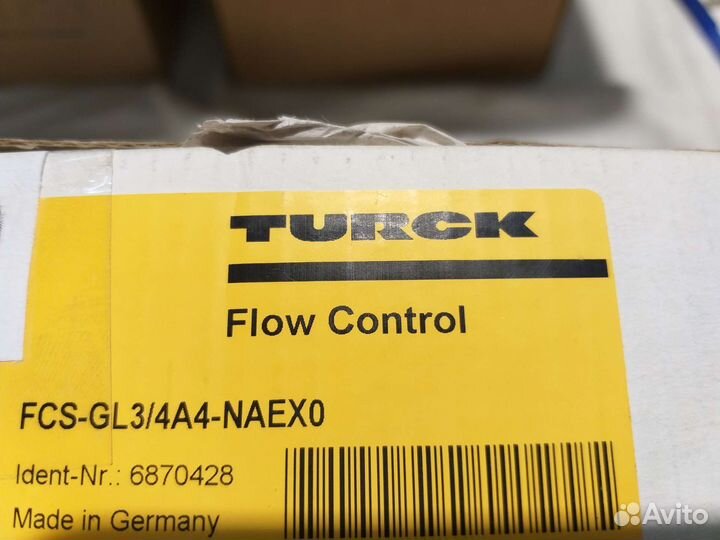 TURCK
Flow Control
FCS-GL3/4A4-NAEX0
Ident-Nr.: 6870428
Made in Germany
Avito